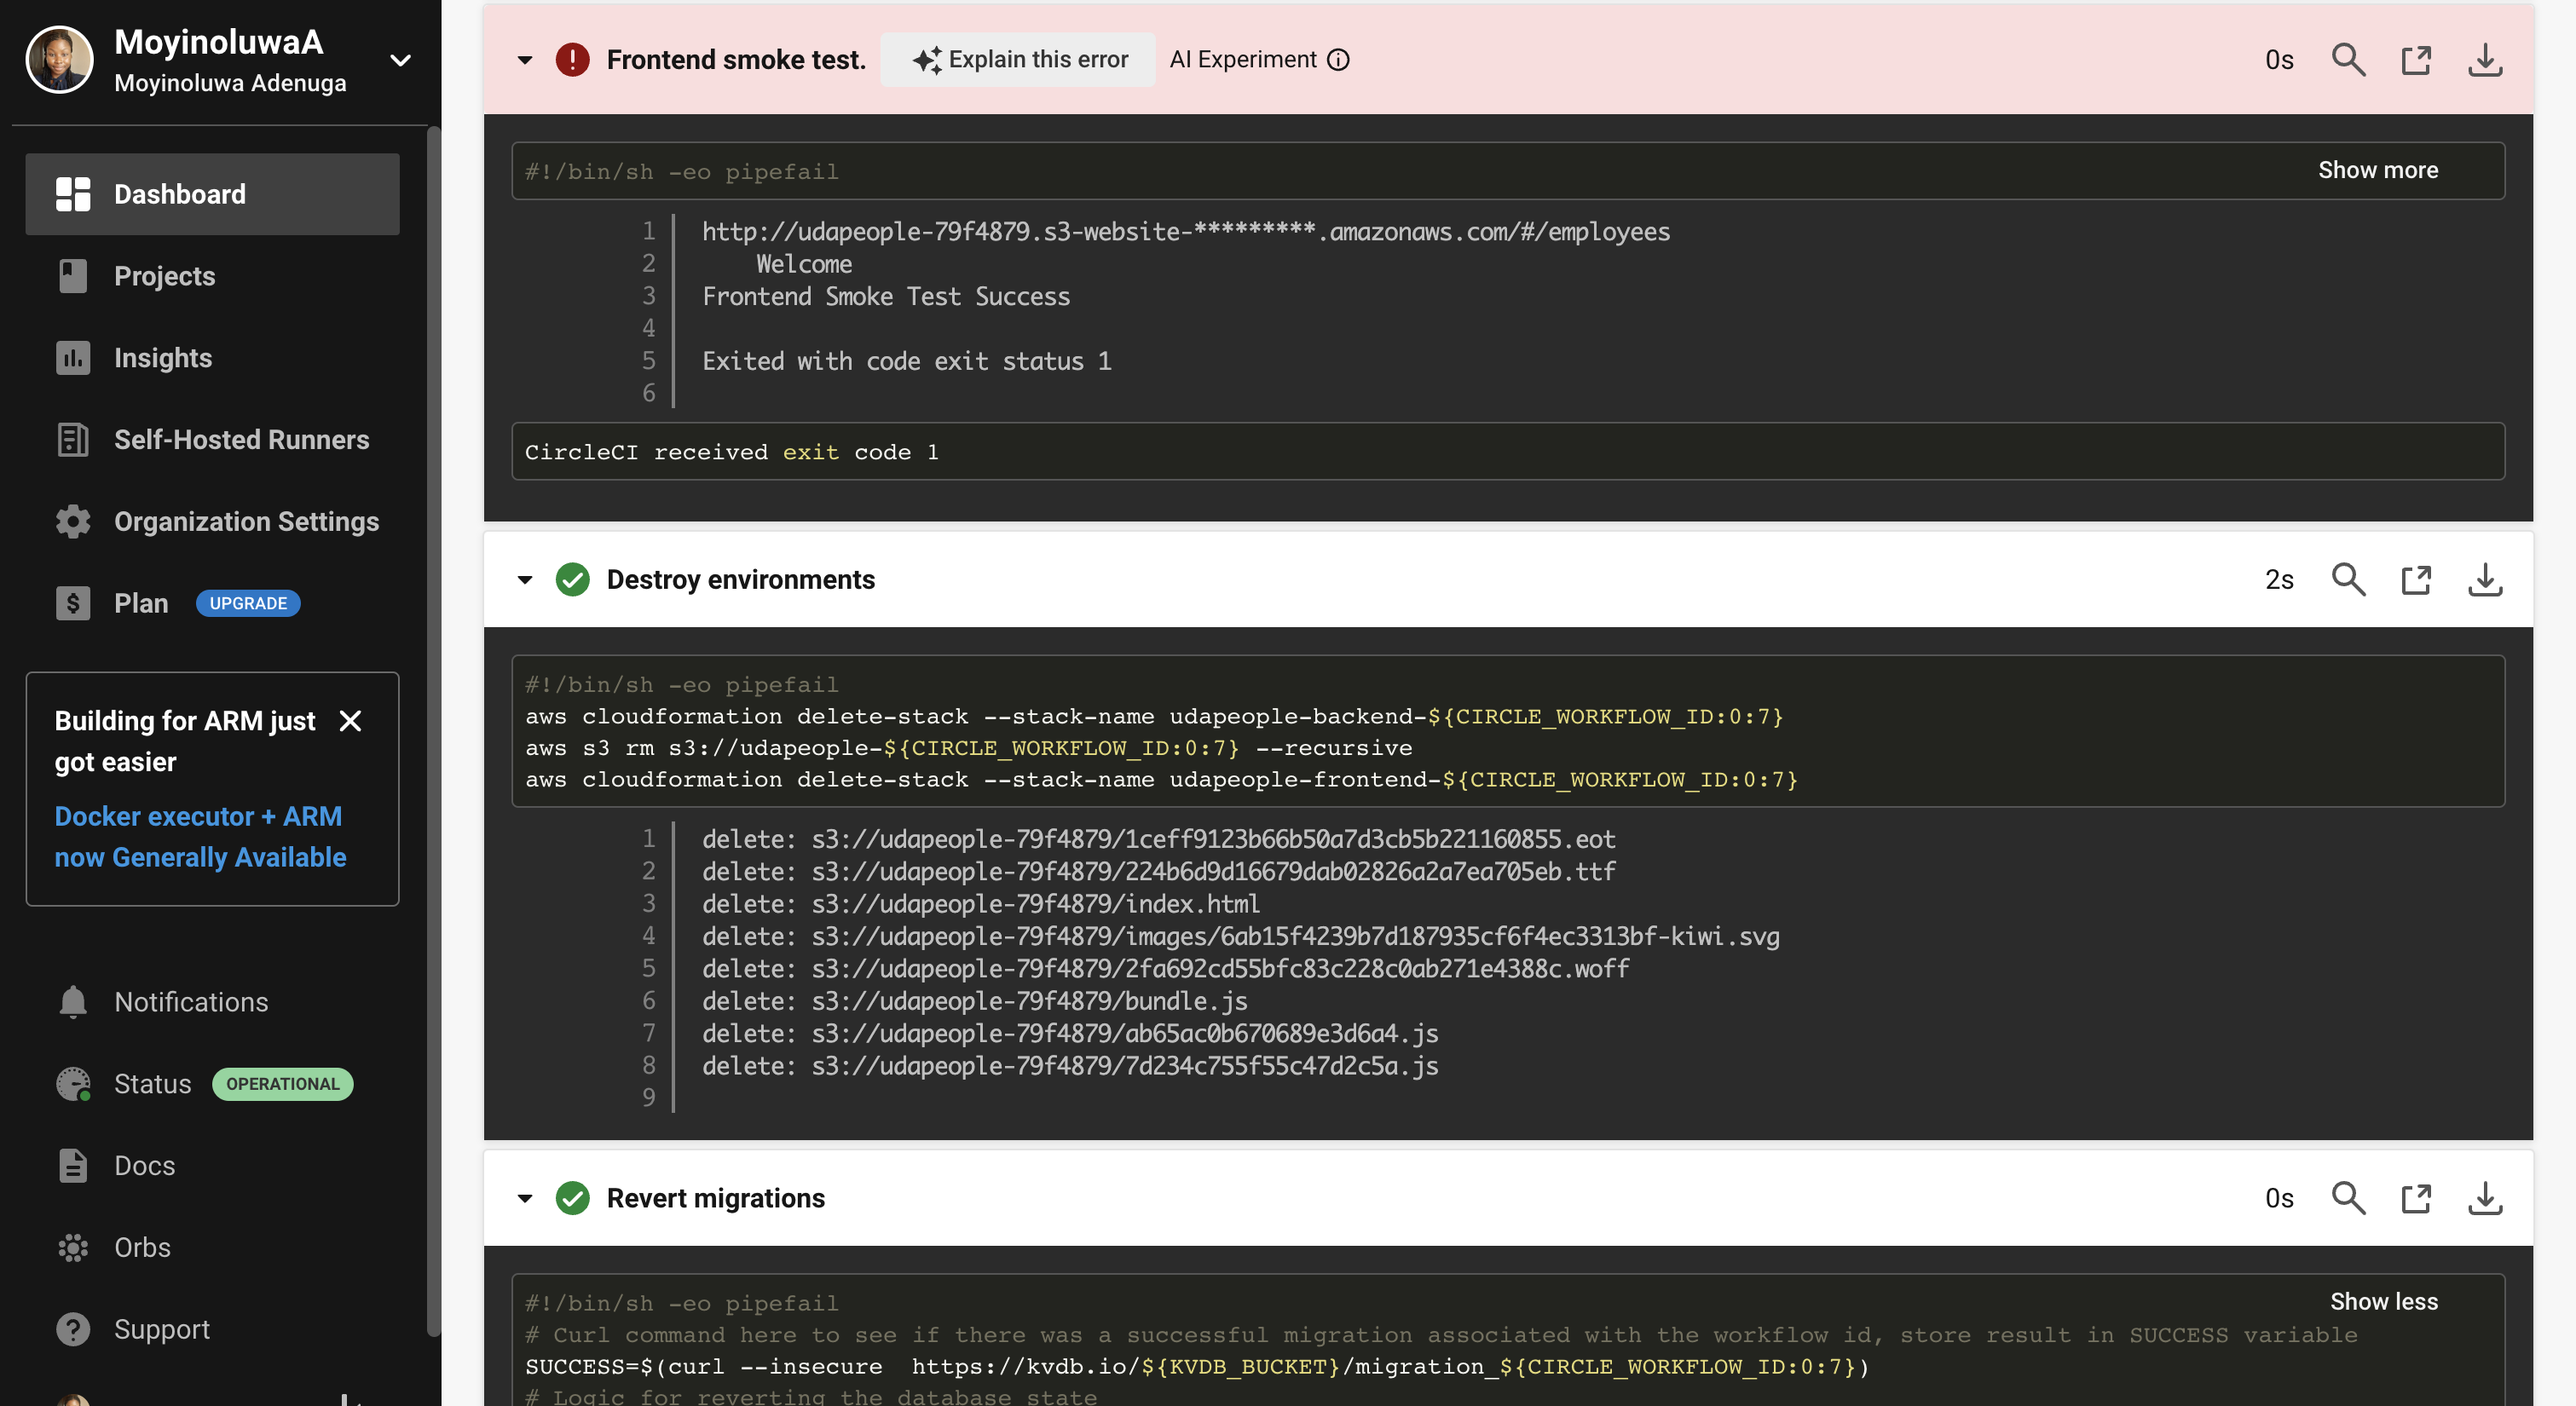 MoyinoluwaA
Moyinoluwa Adenuga
Dashboard
Projects
Insights
Self-Hosted Runners
Organization Settings
Plan UPGRADE
Building for ARM just
got easier
Docker executor + ARM
now Generally Available
Notifications
Status OPERATIONAL
Docs
Orbs
Support
Frontend smoke test. Explain this error AI Experiment 0s
#!/bin/sh -eo pipefail Show more
1 http://udapeople-79f4879.s3-website-*********.amazonaws.com/#/employees
2 Welcome
3 Frontend Smoke Test Success
4
5 Exited with code exit status 1
6
CircleCI received exit code 1
Destroy environments 2s
#!/bin/sh -eo pipefail
aws cloudformation delete-stack --stack-name udapeople-backend-${CIRCLE_WORKFLOW_ID:0:7}
aws s3 rm s3://udapeople-${CIRCLE_WORKFLOW_ID:0:7} --recursive
aws cloudformation delete-stack --stack-name udapeople-frontend-${CIRCLE_WORKFLOW_ID:0:7}
1 delete: s3://udapeople-79f4879/1ceff9123b66b50a7d3cb5b221160855.eot
2 delete: s3://udapeople-79f4879/224b6d9d16679dab02826a2a7ea705eb.ttf
3 delete: s3://udapeople-79f4879/index.html
4 delete: s3://udapeople-79f4879/images/6ab15f4239b7d187935cf6f4ec3313bf-kiwi.svg
5 delete: s3://udapeople-79f4879/2fa692cd55bfc83c228c0ab271e4388c.woff
6 delete: s3://udapeople-79f4879/bundle.js
7 delete: s3://udapeople-79f4879/ab65ac0b670689e3d6a4.js
8 delete: s3://udapeople-79f4879/7d234c755f55c47d2c5a.js
9
Revert migrations 0s
#!/bin/sh -eo pipefail Show less
# Curl command here to see if there was a successful migration associated with the workflow id, store result in SUCCESS variable
SUCCESS=$(curl --insecure  https://kvdb.io/${KVDB_BUCKET}/migration_${CIRCLE_WORKFLOW_ID:0:7})
# Logic for reverting the database state